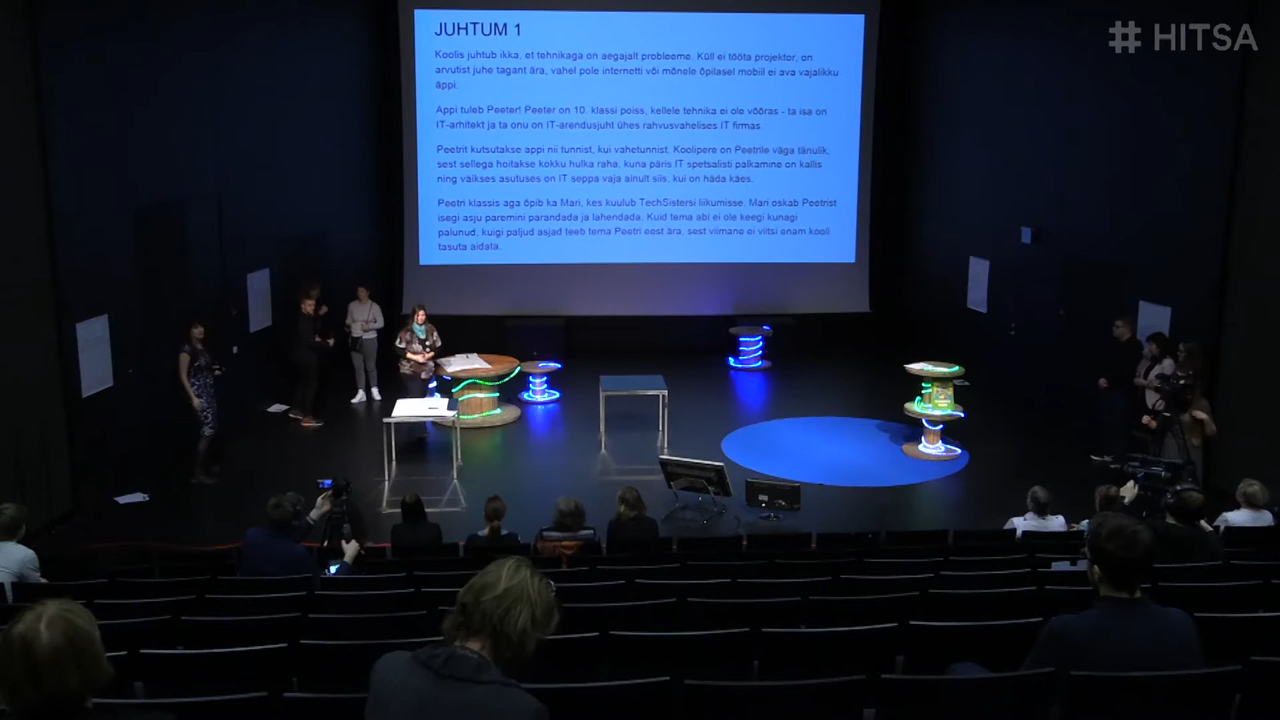 JUHTUM 1
# HITSA
Koolis juhtub ikka, et tehnikaga on aegajalt probleeme. Küll ei tööta projektor, on
arvutist juhe tagant ära, vahel pole internetti või mõnele õpilasel mobiil ei ava vajalikku
äppi.
Appi tuleb Peeter! Peeter on 10. klassi poiss, kellele tehnika ei ole võõras - ta isa on
IT-arhitekt ja ta onu on IT-arendusjuht ühes rahvusvahelises IT firmas.
Peetrit kutsutakse appi nii tunnist, kui vahetunnist. Koolipere on Peetrile väga tänulik,
sest sellega hoitakse kokku hulka raha, kuna päris IT spetsalisti palkamine on kallis
ning väikses asutuses on IT seppa vaja ainult siis, kui on häda käes.
Peetri klassis aga õpib ka Mari, kes kuulub TechSistersi liikumisse. Mari oskab Peetrist
isegi asju paremini parandada ja lahendada. Kuid tema abi ei ole keegi kunagi
palunud, kuigi paljud asjad teeb tema Peetri eest ära, sest viimane ei viitsi enam kooli
tasuta aidata.